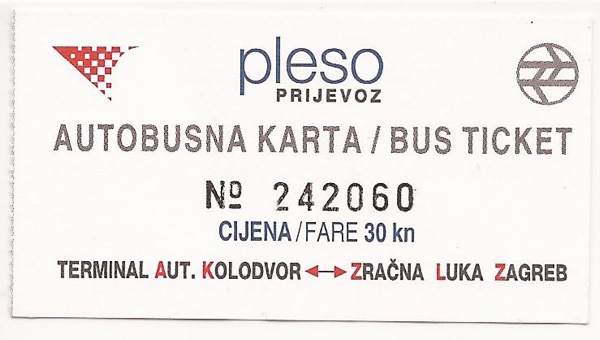 pleso
PRIJEVOZ
AUTOBUSNA KARTA / BUS TICKET
Nº 242060
CIJENA/FARE 30 kn
TERMINAL AUT. KOLODVOR ↔ ZRAČNA LUKA ZAGREB